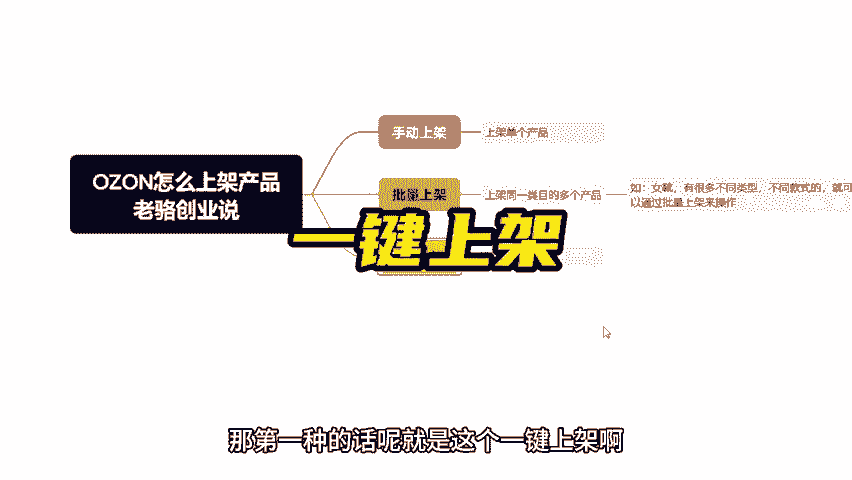 OZON怎么上架产品
老骆创业说
手动上架
上架单个产品
批量上架
上架同一类目的多个产品
如：女靴，有很多不同类型，不同款式的，就可
以通过批量上架来操作
一键上架
那第一种的话呢就是这个一键上架啊